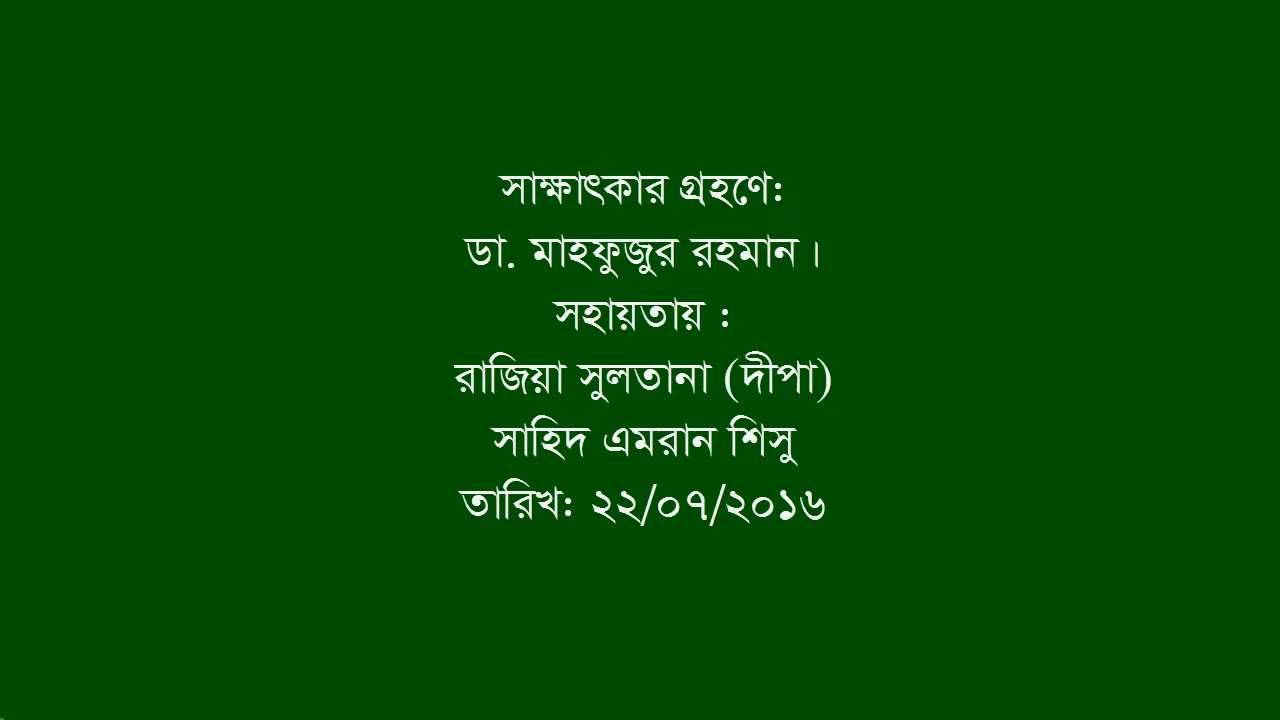 সাক্ষাৎকার গ্রহণে:
ডা. মাহফুজুর রহমান।
সহায়তায় :
রাজিয়া সুলতানা (দীপা)
সাহিদ এমরান শিসু
তারিখ: ২২/০৭/২০১৬